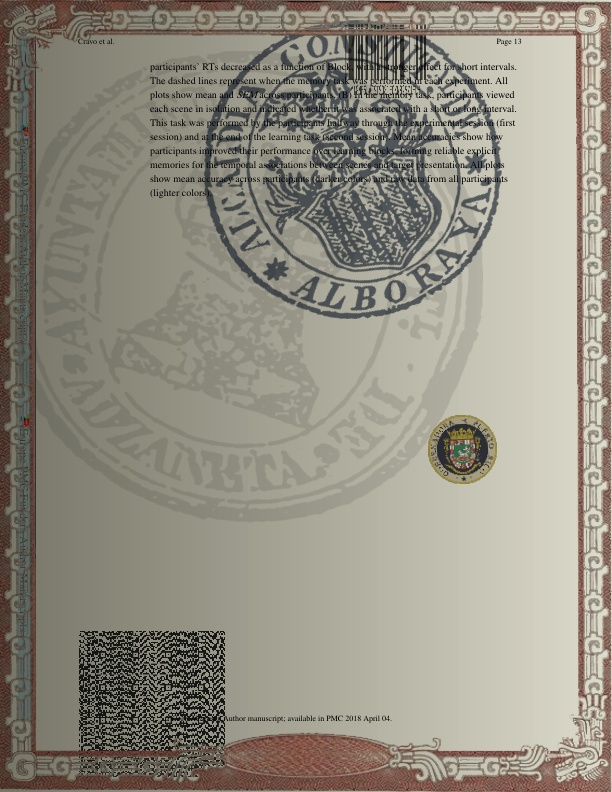 Cravo et al.
Page 13
participants' RTs decreased as a function of Block, with a stronger effect for short intervals.
The dashed lines represent when the memory task was performed in each experiment. All
plots show mean and SEM across participants. (B) In the memory task, participants viewed
each scene in isolation and indicated whether it was associated with a short or long interval.
This task was performed by the participants halfway through the experimental session (first
session) and at the end of the learning task (second session). Mean accuracies show how
participants improved their performance over learning blocks, forming reliable explicit
memories for the temporal associations between scenes and target presentation. All plots
show mean accuracy across participants (darker colors) and raw data from all participants
(lighter colors).
ALBORAYA
Author manuscript; available in PMC 2018 April 04.